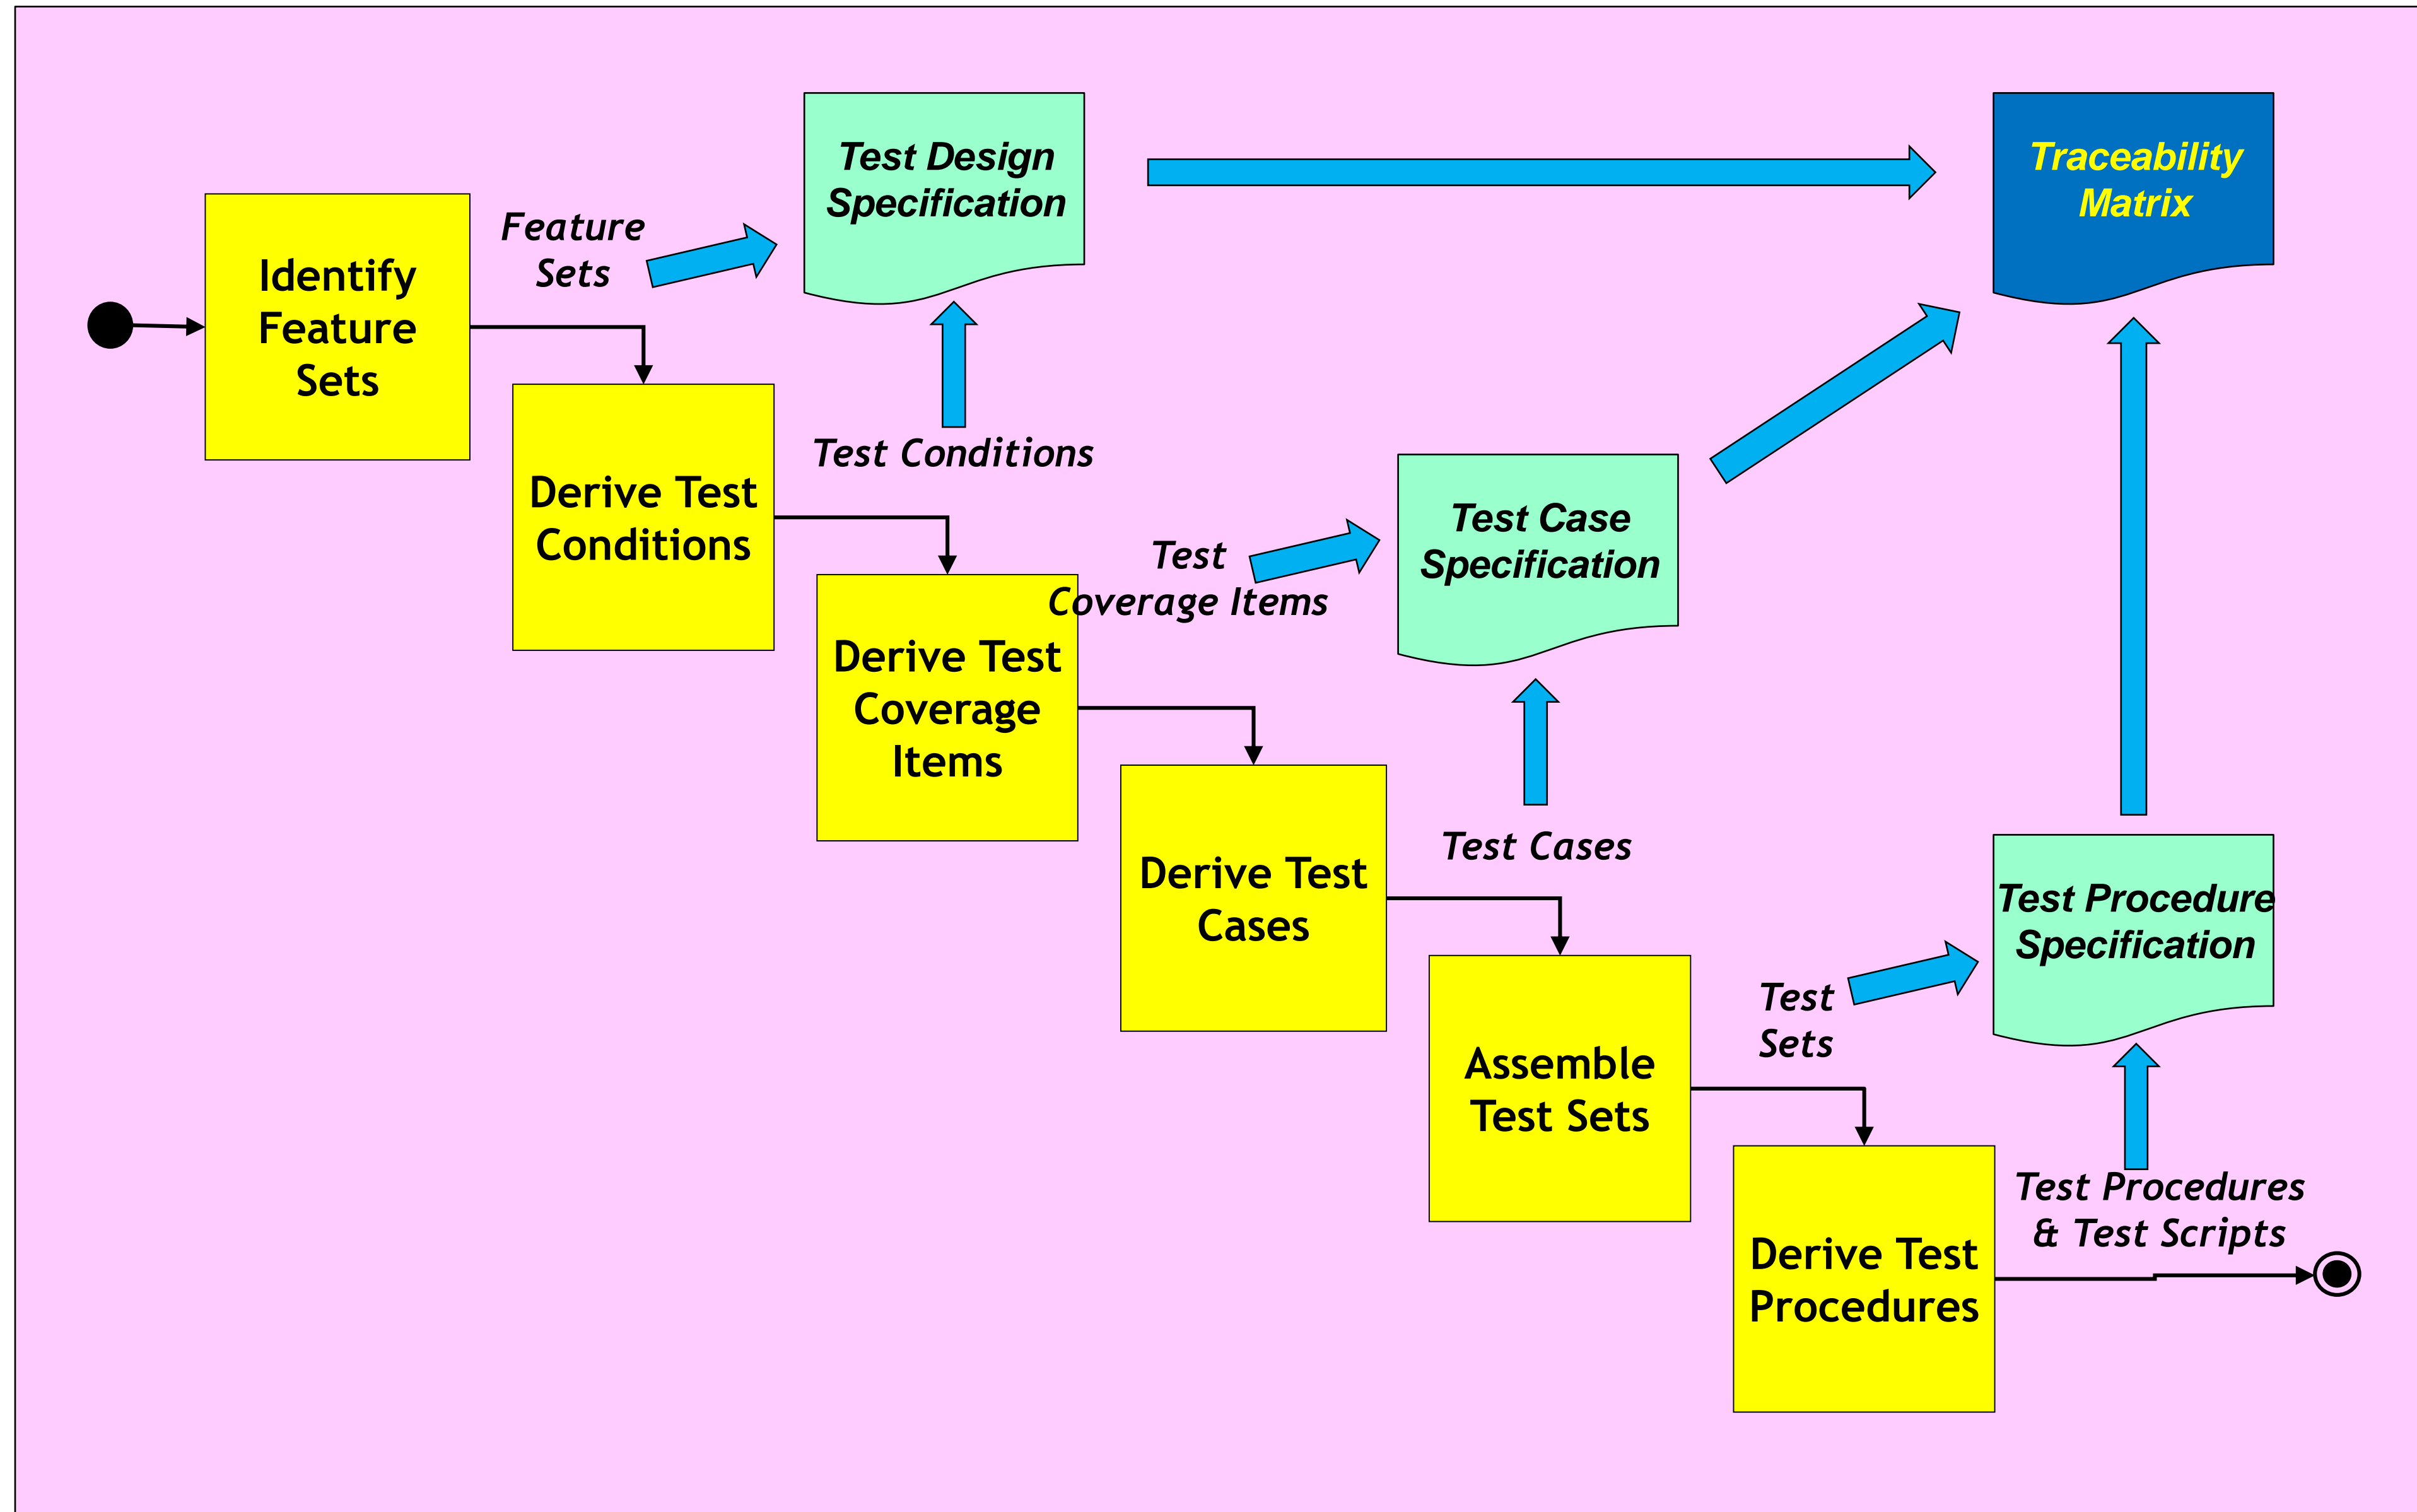 Test Design
Specification
Traceability
Matrix
Feature
Sets
Identify
Feature
Sets
Test Conditions
Derive Test
Conditions
Test Case
Specification
Test
Coverage Items
Derive Test
Coverage
Items
Test Cases
Derive Test
Cases
Test Procedure
Specification
Test
Sets
Assemble
Test Sets
Test Procedures
& Test Scripts
Derive Test
Procedures